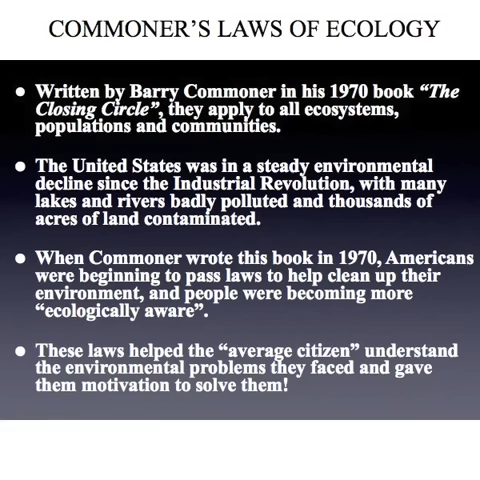 COMMONER’S LAWS OF ECOLOGY
• Written by Barry Commoner in his 1970 book “The
Closing Circle”, they apply to all ecosystems,
populations and communities.
• The United States was in a steady environmental
decline since the Industrial Revolution, with many
lakes and rivers badly polluted and thousands of
acres of land contaminated.
• When Commoner wrote this book in 1970, Americans
were beginning to pass laws to help clean up their
environment, and people were becoming more
“ecologically aware”.
• These laws helped the “average citizen” understand
the environmental problems they faced and gave
them motivation to solve them!